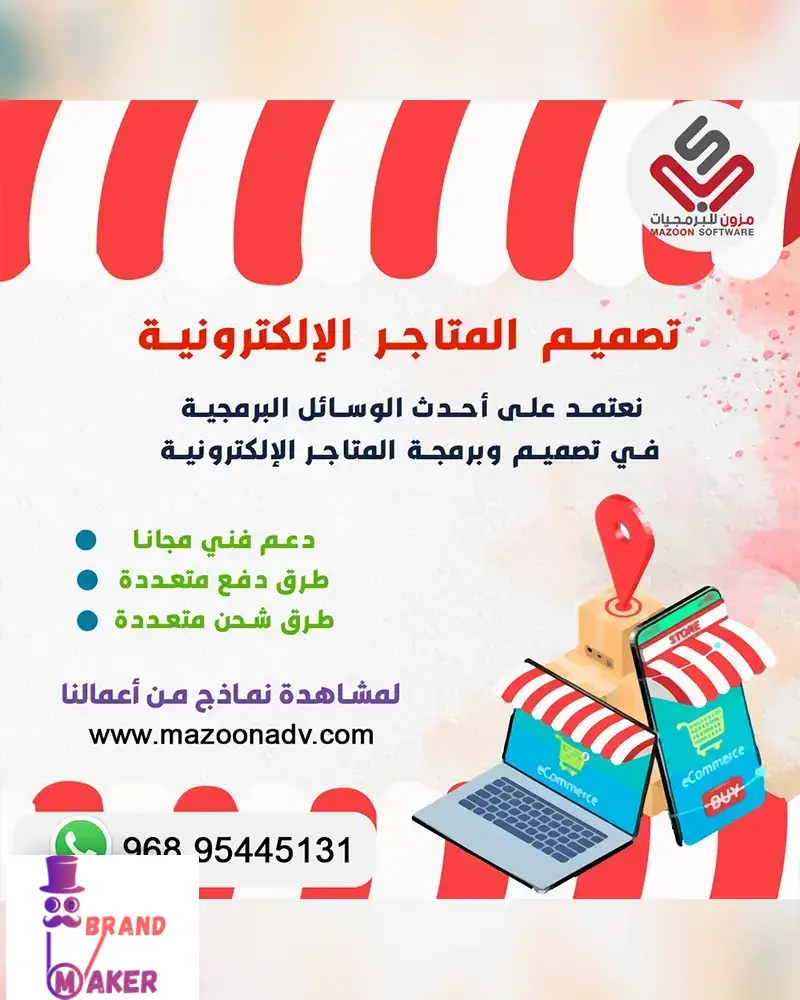 مزون للبرمجيات
MAZOON SOFTWARE
تصميم المتاجر الإلكترونية
نعتمد على أحدث الوسائل البرمجية
في تصميم وبرمجة المتاجر الإلكترونية
دعم فني مجانا
طرق دفع متعددة
طرق شحن متعددة
STORE
eCommerce
BUY
eCommerce
لمشاهدة نماذج من أعمالنا
www.mazoonadv.com
968 95445131
BRAND
MAKER